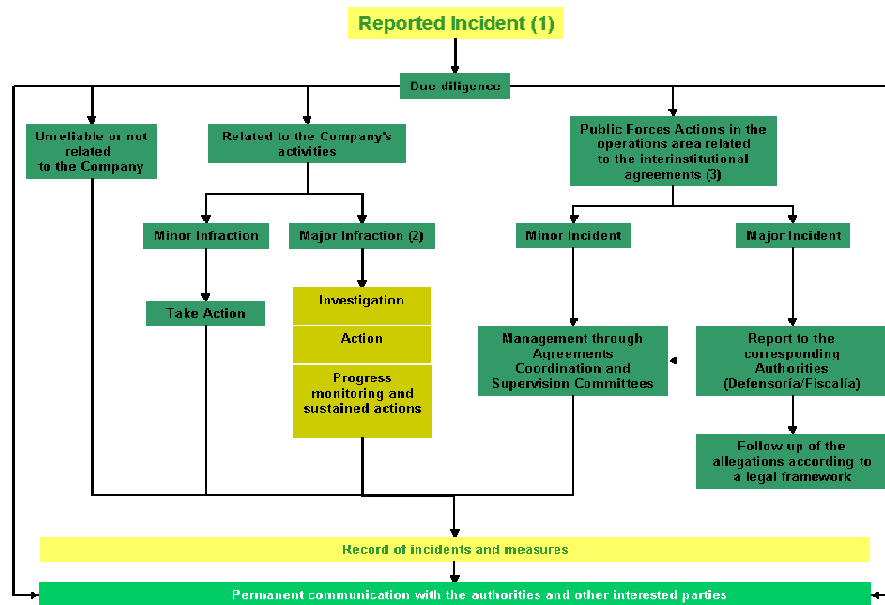 Reported Incident (1)
Due diligence
Unreliable or not
related
to the Company
Related to the Company's
activities
Public Forces Actions in the
operations area related
to the interinstitutional
agreements (3)
Minor Infraction
Major Infraction (2)
Minor Incident
Major Incident
Take Action
Investigation
Action
Progress
monitoring and
sustained actions
Management through
Agreements
Coordination and
Supervision Committees
Report to the
corresponding
Authorities
(Defensoría/Fiscalía)
Follow up of the
allegations according to
a legal framework
Record of incidents and measures
Permanent communication with the authorities and other interested parties